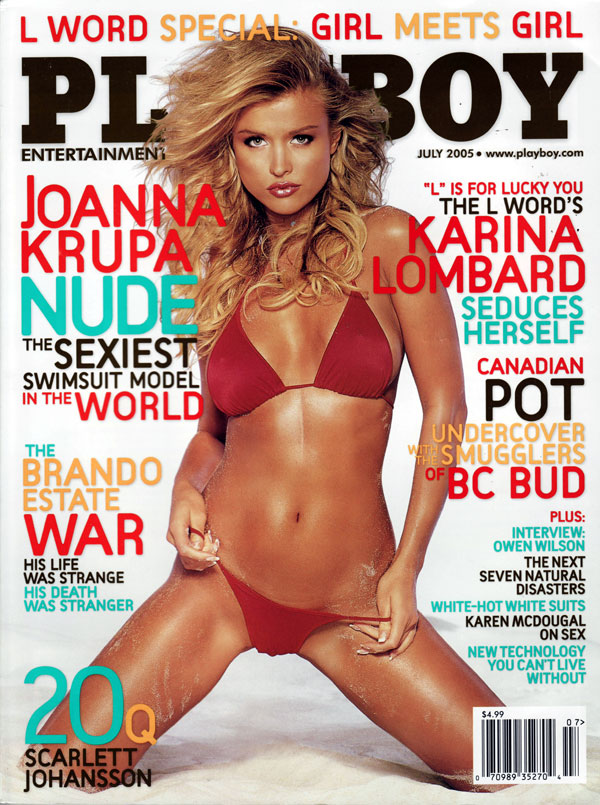 L WORD SPECIAL: GIRL MEETS GIRL
PLAYBOY
ENTERTAINMENT
JULY 2005 • www.playboy.com
JOANNA
KRUPA
NUDE
THE SEXIEST
SWIMSUIT MODEL
IN THE WORLD
THE
BRANDO
ESTATE
WAR
HIS LIFE
WAS STRANGE
HIS DEATH
WAS STRANGER
20Q
SCARLETT
JOHANSSON
"L" IS FOR LUCKY YOU
THE L WORD'S
KARINA
LOMBARD
SEDUCES
HERSELF
CANADIAN
POT
UNDERCOVER
WITH THE SMUGGLERS
OF BC BUD
PLUS:
INTERVIEW:
OWEN WILSON
THE NEXT
SEVEN NATURAL
DISASTERS
WHITE-HOT WHITE SUITS
KAREN MCDOUGAL
ON SEX
NEW TECHNOLOGY
YOU CAN'T LIVE
WITHOUT
$4.99
07>
0 70989 35270 4